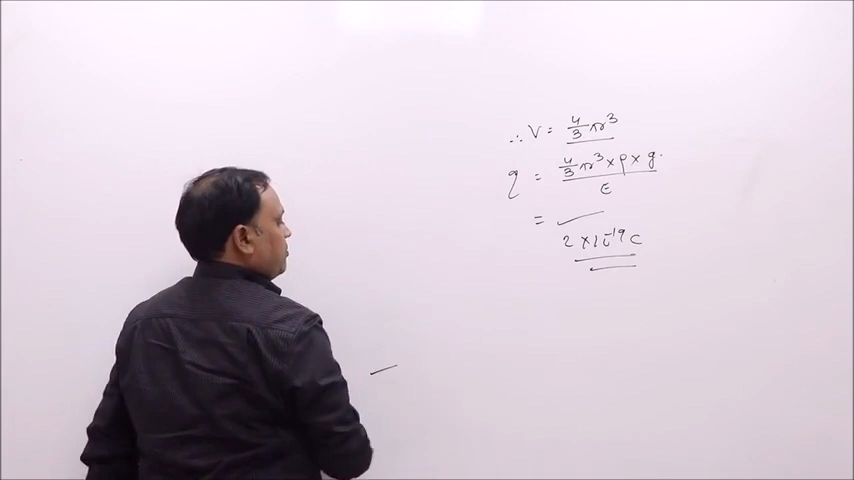 ∴ V = 4/3 πr³
q = 4/3 πr³ × ρ × g / E
= ✓
2 × 10⁻¹⁹ C